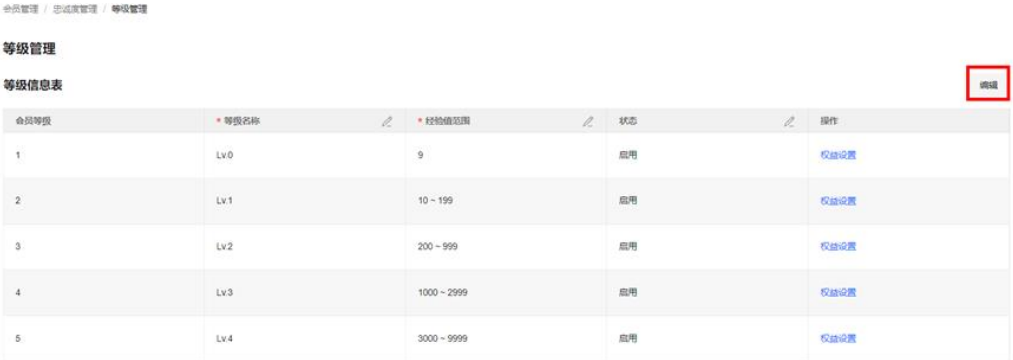 会员管理 / 忠诚度管理 / 等级管理
等级管理
等级信息表
编辑
会员等级 * 等级名称 * 经验值范围 状态 操作
1 Lv.0 9 启用 权益设置
2 Lv.1 10 ~ 199 启用 权益设置
3 Lv.2 200 ~ 999 启用 权益设置
4 Lv.3 1000 ~ 2999 启用 权益设置
5 Lv.4 3000 ~ 9999 启用 权益设置